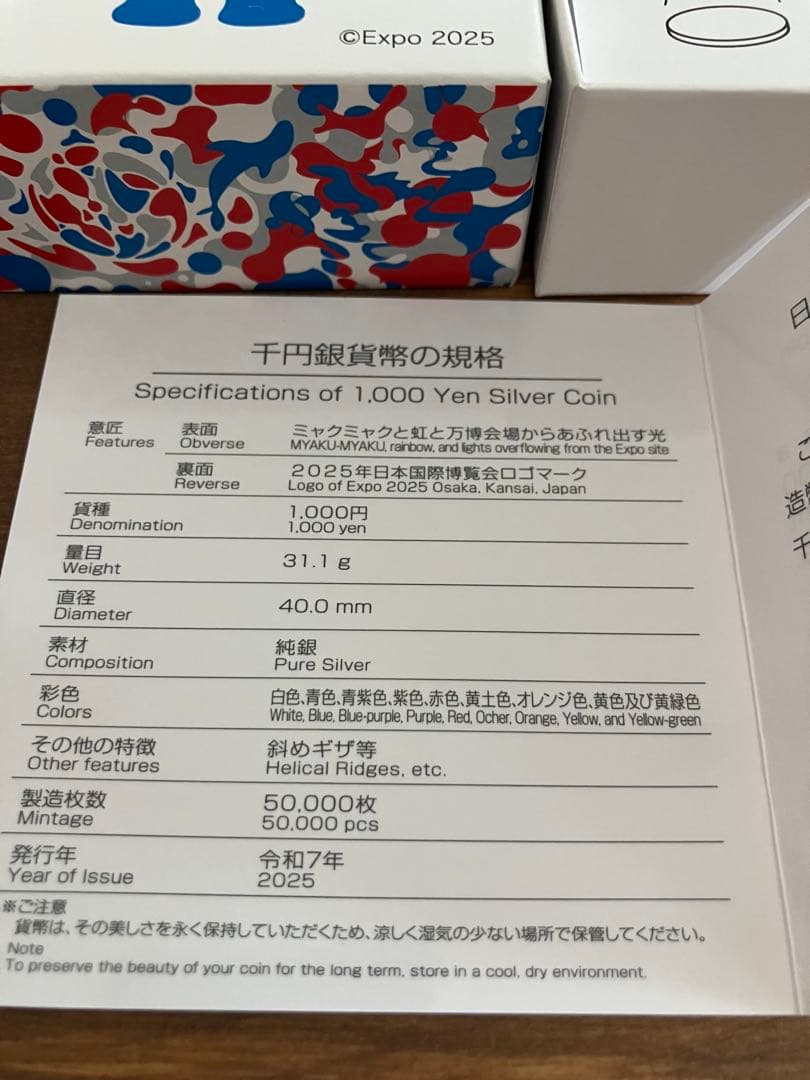 ©Expo 2025
千円銀貨幣の規格
Specifications of 1,000 Yen Silver Coin
意匠 表面 ミャクミャクと虹と万博会場からあふれ出す光
Features Obverse MYAKU-MYAKU, rainbow, and lights overflowing from the Expo site
裏面 2025年日本国際博覧会ロゴマーク
Reverse Logo of Expo 2025 Osaka, Kansai, Japan
貨種 1,000円
Denomination 1,000 yen
量目
Weight 31.1 g
直径
Diameter 40.0 mm
素材 純銀
Composition Pure Silver
彩色 白色、青色、青紫色、紫色、赤色、黄土色、オレンジ色、黄色及び黄緑色
Colors White, Blue, Blue-purple, Purple, Red, Ocher, Orange, Yellow, and Yellow-green
その他の特徴 斜めギザ等
Other features Helical Ridges, etc.
製造枚数 50,000枚
Mintage 50,000 pcs
発行年 令和7年
Year of Issue 2025
※ご注意
貨幣は、その美しさを永く保持していただくため、涼しく湿気の少ない場所で保管してください。
Note
To preserve the beauty of your coin for the long term, store in a cool, dry environment.
日
造
千